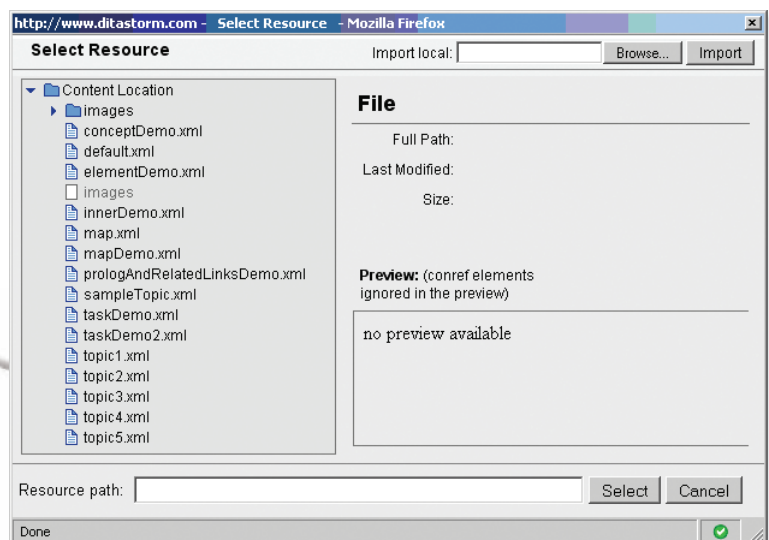 http://www.ditastorm.com - Select Resource - Mozilla Firefox
Select Resource
Import local:
Browse...
Import
Content Location
images
conceptDemo.xml
default.xml
elementDemo.xml
images
innerDemo.xml
map.xml
mapDemo.xml
prologAndRelatedLinksDemo.xml
sampleTopic.xml
taskDemo.xml
taskDemo2.xml
topic1.xml
topic2.xml
topic3.xml
topic4.xml
topic5.xml
File
Full Path:
Last Modified:
Size:
Preview: (conref elements
ignored in the preview)
no preview available
Resource path:
Select
Cancel
Done